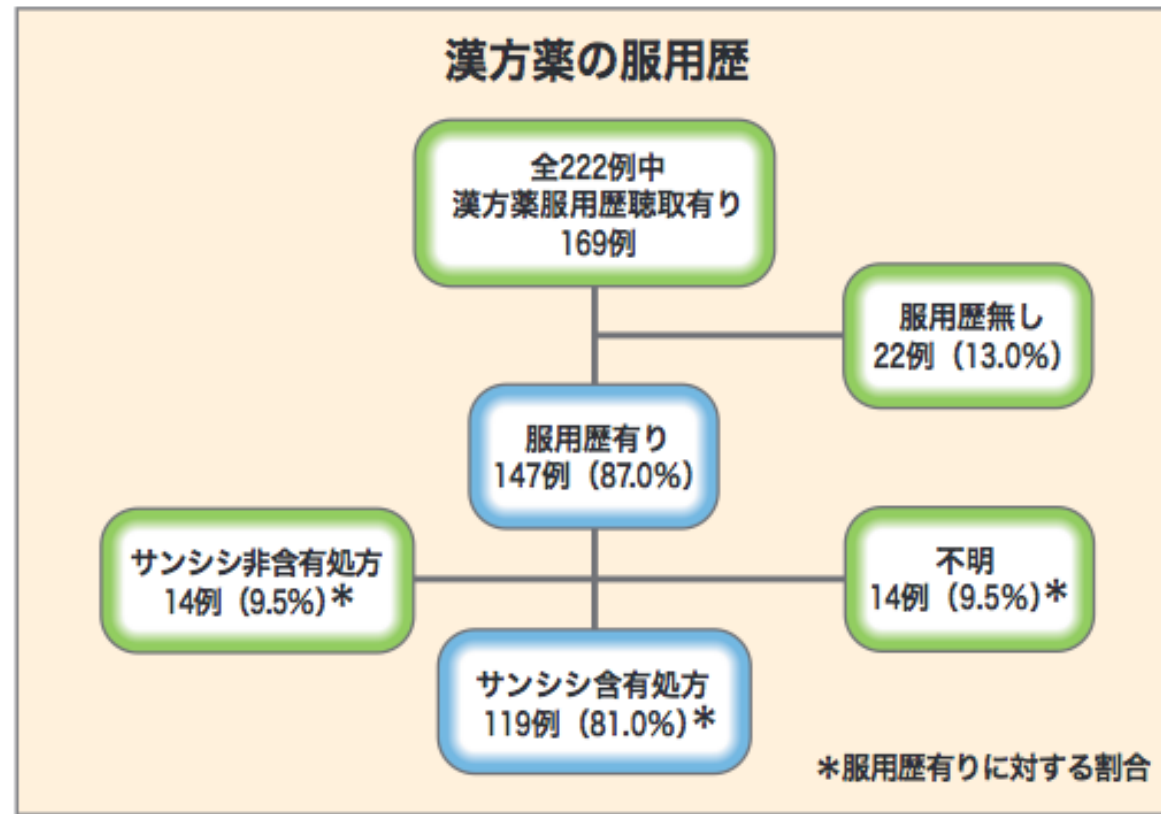 漢方薬の服用歴
全222例中
漢方薬服用歴聴取有り
169例
服用歴無し
22例（13.0%）
服用歴有り
147例（87.0%）
サンシシ非含有処方
14例（9.5%）＊
不明
14例（9.5%）＊
サンシシ含有処方
119例（81.0%）＊
＊服用歴有りに対する割合